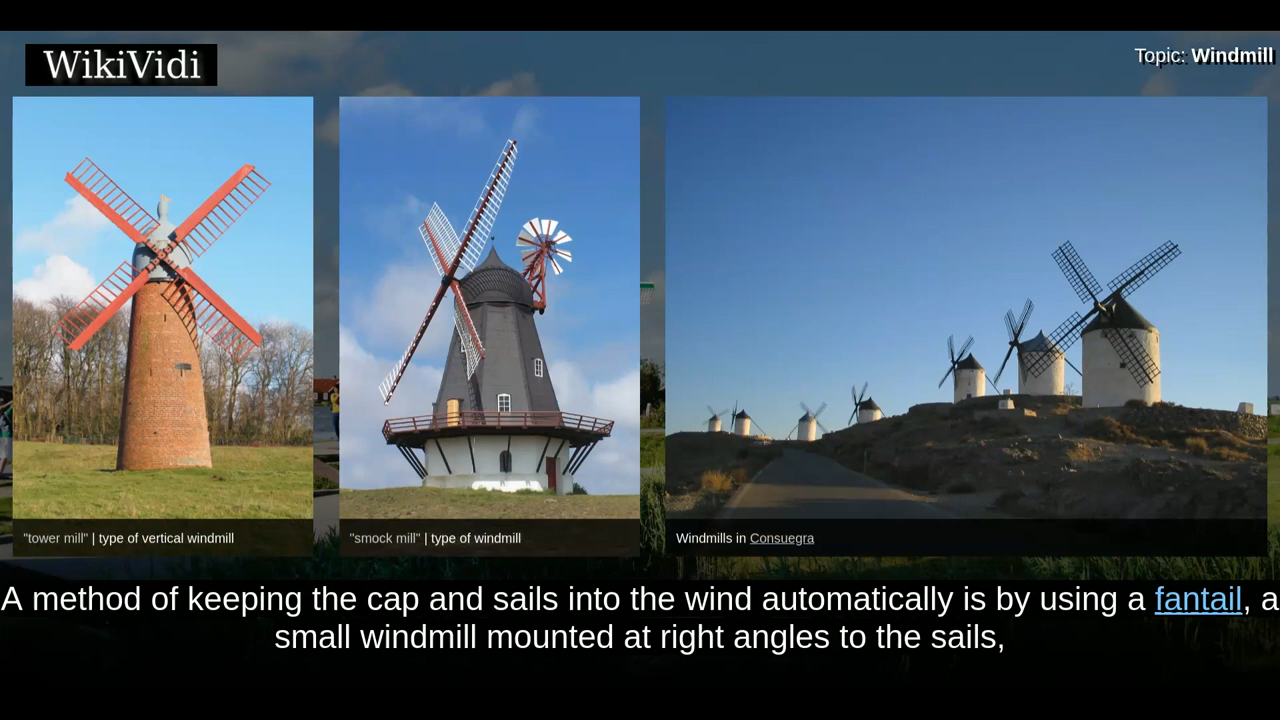 WikiVidi
Topic: Windmill
"tower mill" | type of vertical windmill
"smock mill" | type of windmill
Windmills in Consuegra
A method of keeping the cap and sails into the wind automatically is by using a fantail, a
small windmill mounted at right angles to the sails,